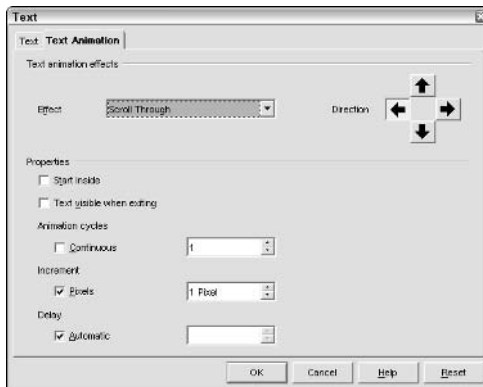 Text
Text Text Animation
Text animation effects
Effect Scroll Through Direction
Properties
Start inside
Text visible when exiting
Animation cycles
Continuous 1
Increment
Pixels 1 Pixel
Delay
Automatic
OK Cancel Help Reset